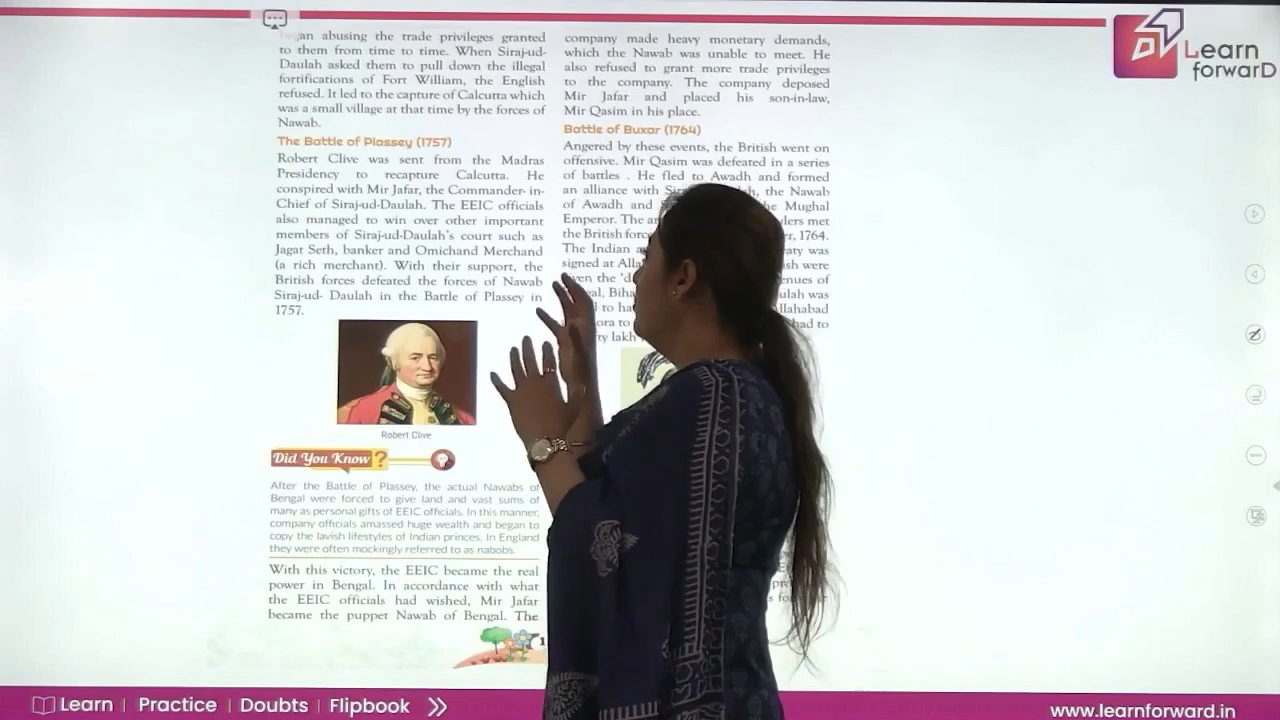 an abusing the trade privileges granted
to them from time to time. When Siraj-ud-
Daulah asked them to pull down the illegal
fortifications of Fort William, the English
refused. It led to the capture of Calcutta which
was a small village at that time by the forces of
Nawab.
The Battle of Plassey (1757)
Robert Clive was sent from the Madras
Presidency to recapture Calcutta. He
conspired with Mir Jafar, the Commander- in-
Chief of Siraj-ud-Daulah. The EEIC officials
also managed to win over other important
members of Siraj-ud-Daulah's court such as
Jagat Seth, banker and Omichand Merchand
(a rich merchant). With their support, the
British forces defeated the forces of Nawab
Siraj-ud- Daulah in the Battle of Plassey in
1757.
Robert Clive
Did You Know?
After the Battle of Plassey, the actual Nawabs of
Bengal were forced to give land and vast sums of
many as personal gifts of EEIC officials. In this manner,
company officials amassed huge wealth and began to
copy the lavish lifestyles of Indian princes. In England
they were often mockingly referred to as nabobs.
With this victory, the EEIC became the real
power in Bengal. In accordance with what
the EEIC officials had wished, Mir Jafar
became the puppet Nawab of Bengal. The
company made heavy monetary demands,
which the Nawab was unable to meet. He
also refused to grant more trade privileges
to the company. The company deposed
Mir Jafar and placed his son-in-law,
Mir Qasim in his place.
Battle of Buxar (1764)
Angered by these events, the British went on
offensive. Mir Qasim was defeated in a series
of battles . He fled to Awadh and formed
an alliance with the Nawab
of Awadh and Mughal
Emperor. The met
the British 1764.
The Indian was
signed at were
the
to
to had to
lakh
Learn
forwarD
Learn | Practice | Doubts | Flipbook
www.learnforward.in